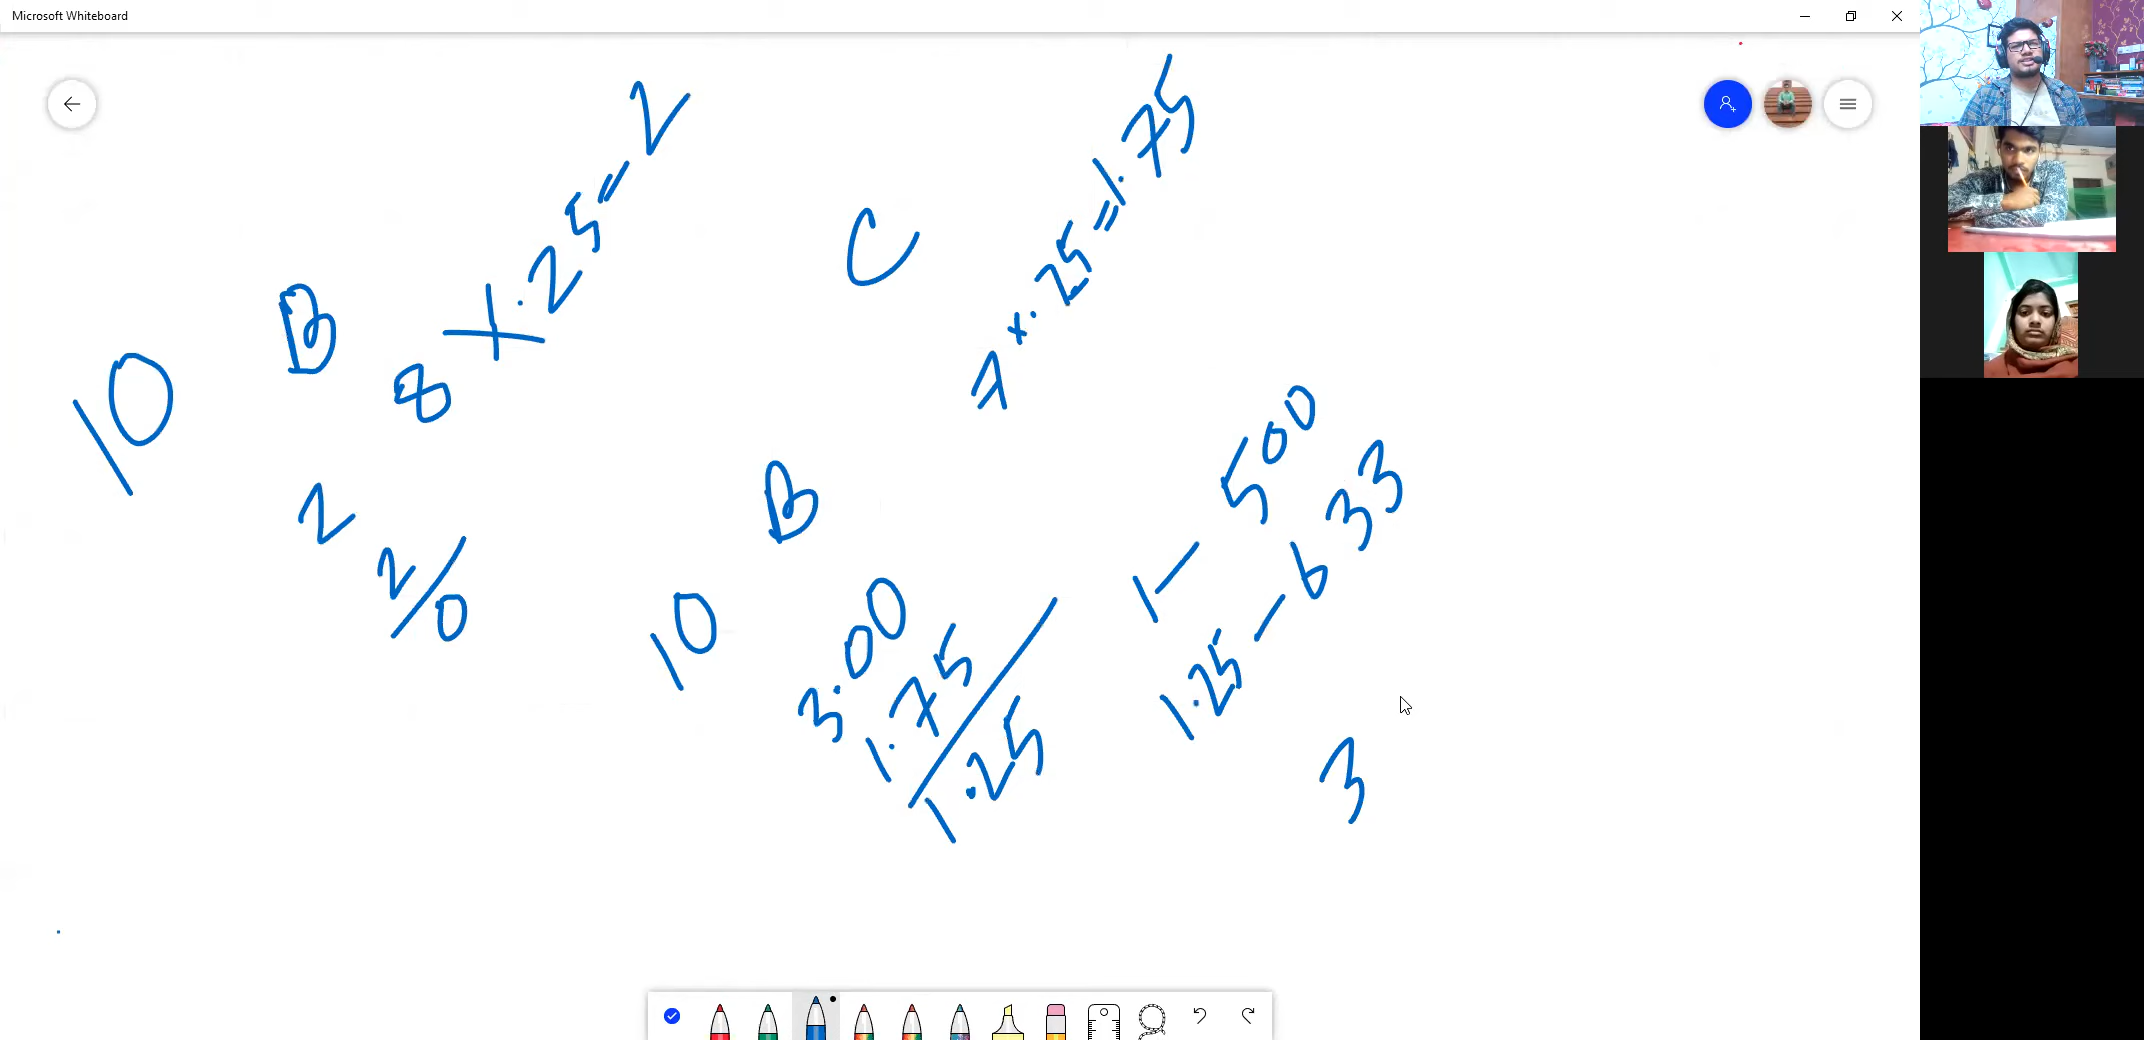 Microsoft Whiteboard
8 × .25 = 2
C
7 × .25 = 1.75
B
10
2
2/0
B
10
3.00
1.75
1.25
1 – 500
1.25 – 633
3